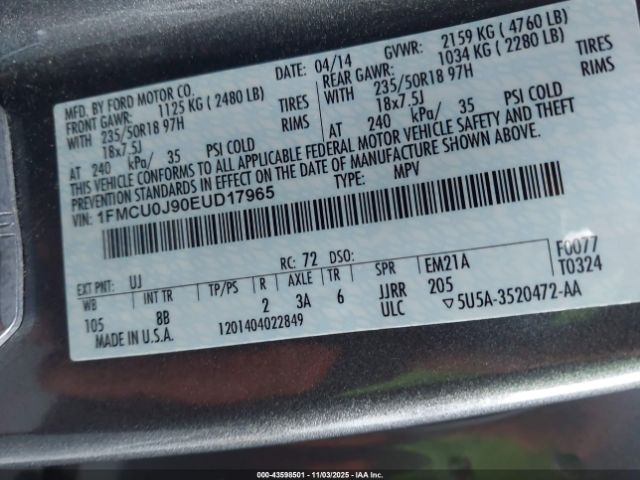 MFD. BY FORD MOTOR CO.
DATE: 04/14 GVWR: 2159 KG ( 4760 LB)
FRONT GAWR: 1125 KG ( 2480 LB) REAR GAWR: 1034 KG ( 2280 LB)
WITH 235/50R18 97H TIRES WITH 235/50R18 97H TIRES
18x7.5J RIMS 18x7.5J RIMS
AT 240 kPa/ 35 PSI COLD AT 240 kPa/ 35 PSI COLD
THIS VEHICLE CONFORMS TO ALL APPLICABLE FEDERAL MOTOR VEHICLE SAFETY AND THEFT
PREVENTION STANDARDS IN EFFECT ON THE DATE OF MANUFACTURE SHOWN ABOVE.
1FMCU0J90EUD17965 TYPE: MPV
EXT PNT: UJ RC: 72 DSO: F0077
WB INT TR TP/PS R AXLE TR SPR EM21A T0324
105 8B 2 3A 6 JJRR 205
MADE IN U.S.A. 1201404022849 ULC ▽5U5A-3520472-AA
000-43598501 - 11/03/2025 - IAAI.COM